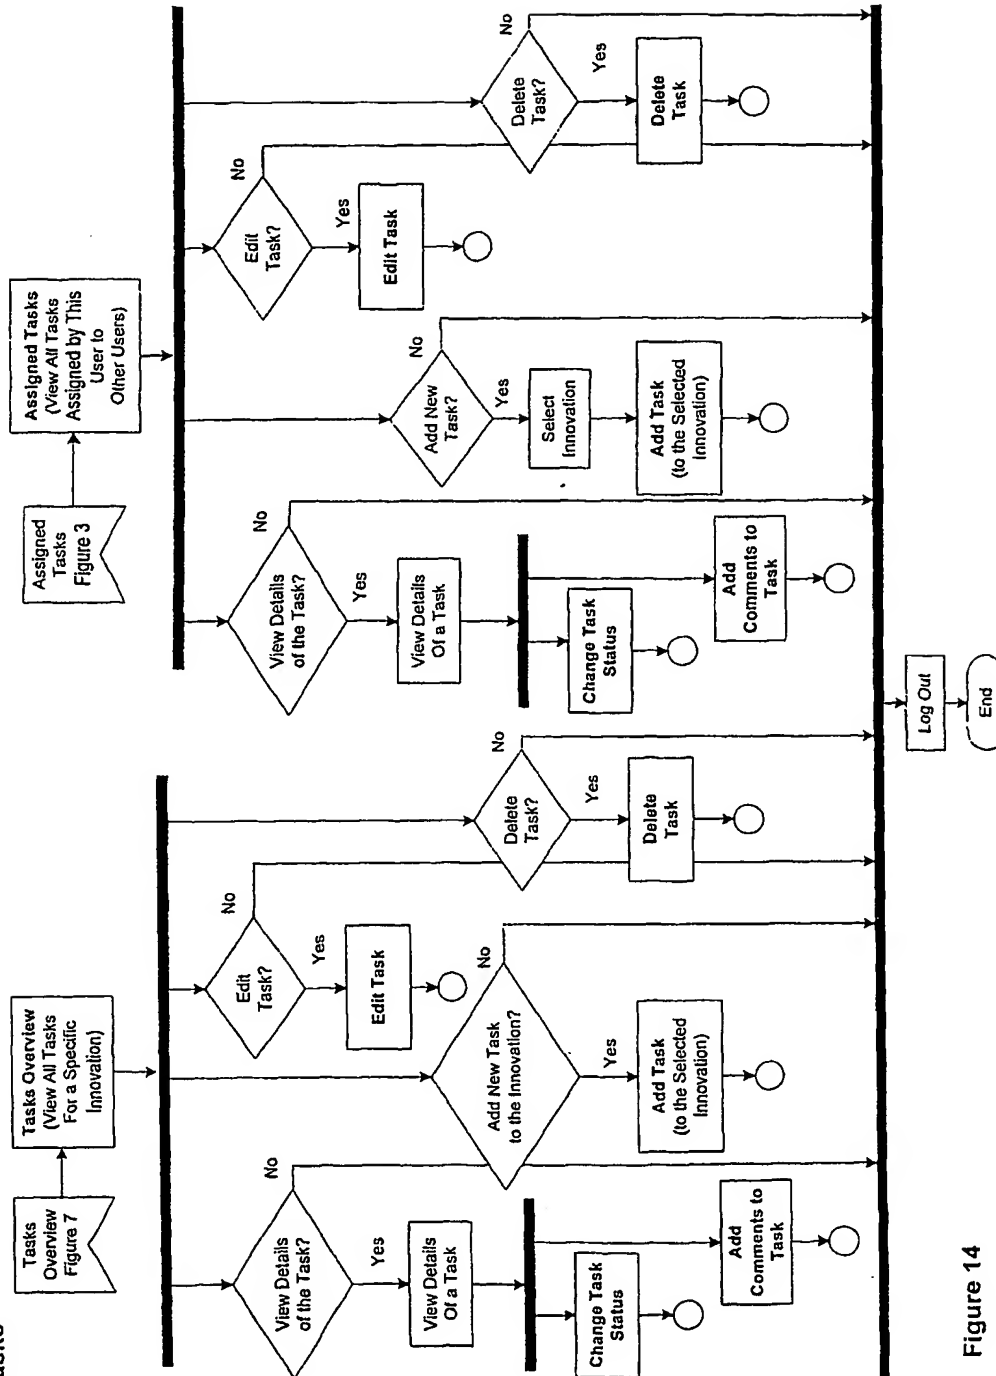 Tasks
Overview
Figure 7
Tasks Overview
(View All Tasks
For a Specific
Innovation)
View Details
of the Task?
No
Yes
View Details
Of a Task
Change Task
Status
Add
Comments to
Task
Add New Task
to the Innovation?
No
Yes
Add Task
(to the Selected
Innovation)
Edit
Task?
No
Yes
Edit Task
Delete
Task?
No
Yes
Delete
Task
Assigned
Tasks
Figure 3
Assigned Tasks
(View All Tasks
Assigned by This
User to
Other Users)
View Details
of the Task?
No
Yes
View Details
Of a Task
Change Task
Status
Add
Comments to
Task
Add New
Task?
No
Yes
Select
Innovation
Add Task
(to the Selected
Innovation)
Edit
Task?
No
Yes
Edit Task
Delete
Task?
No
Yes
Delete
Task
Log Out
End
Figure 14